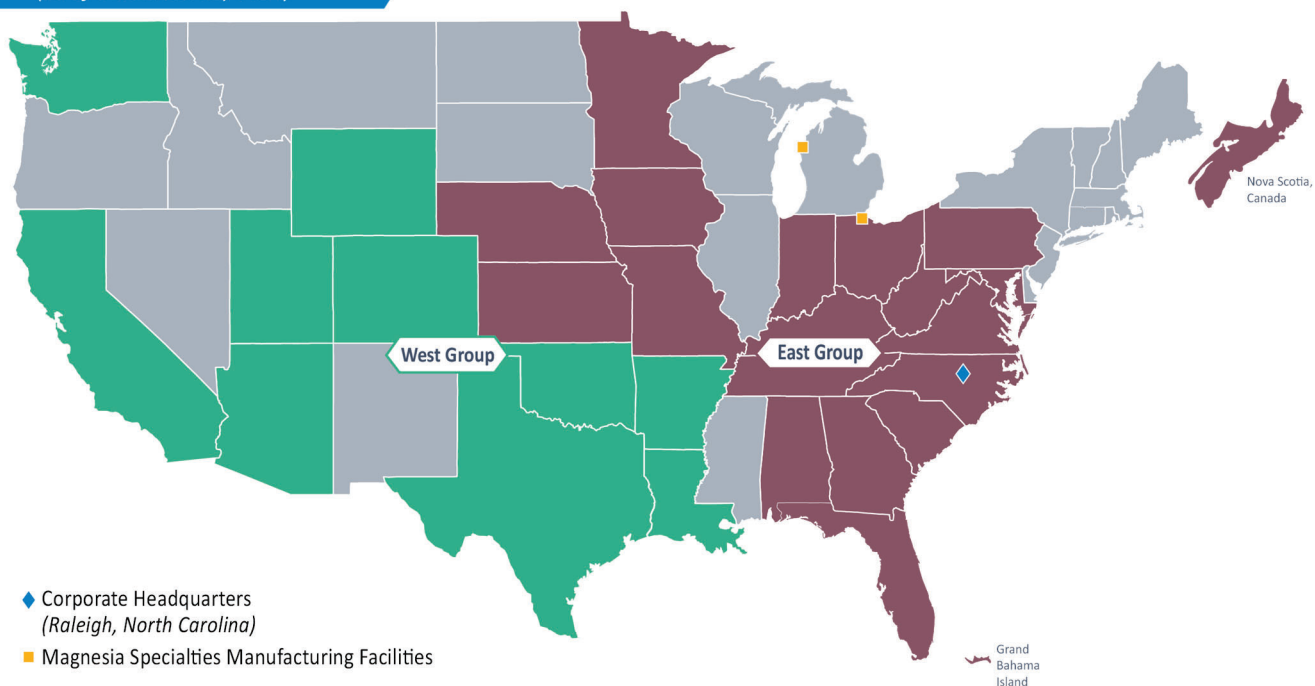 West Group
East Group
Nova Scotia,
Canada
Corporate Headquarters
(Raleigh, North Carolina)
Magnesia Specialties Manufacturing Facilities
Grand
Bahama
Island